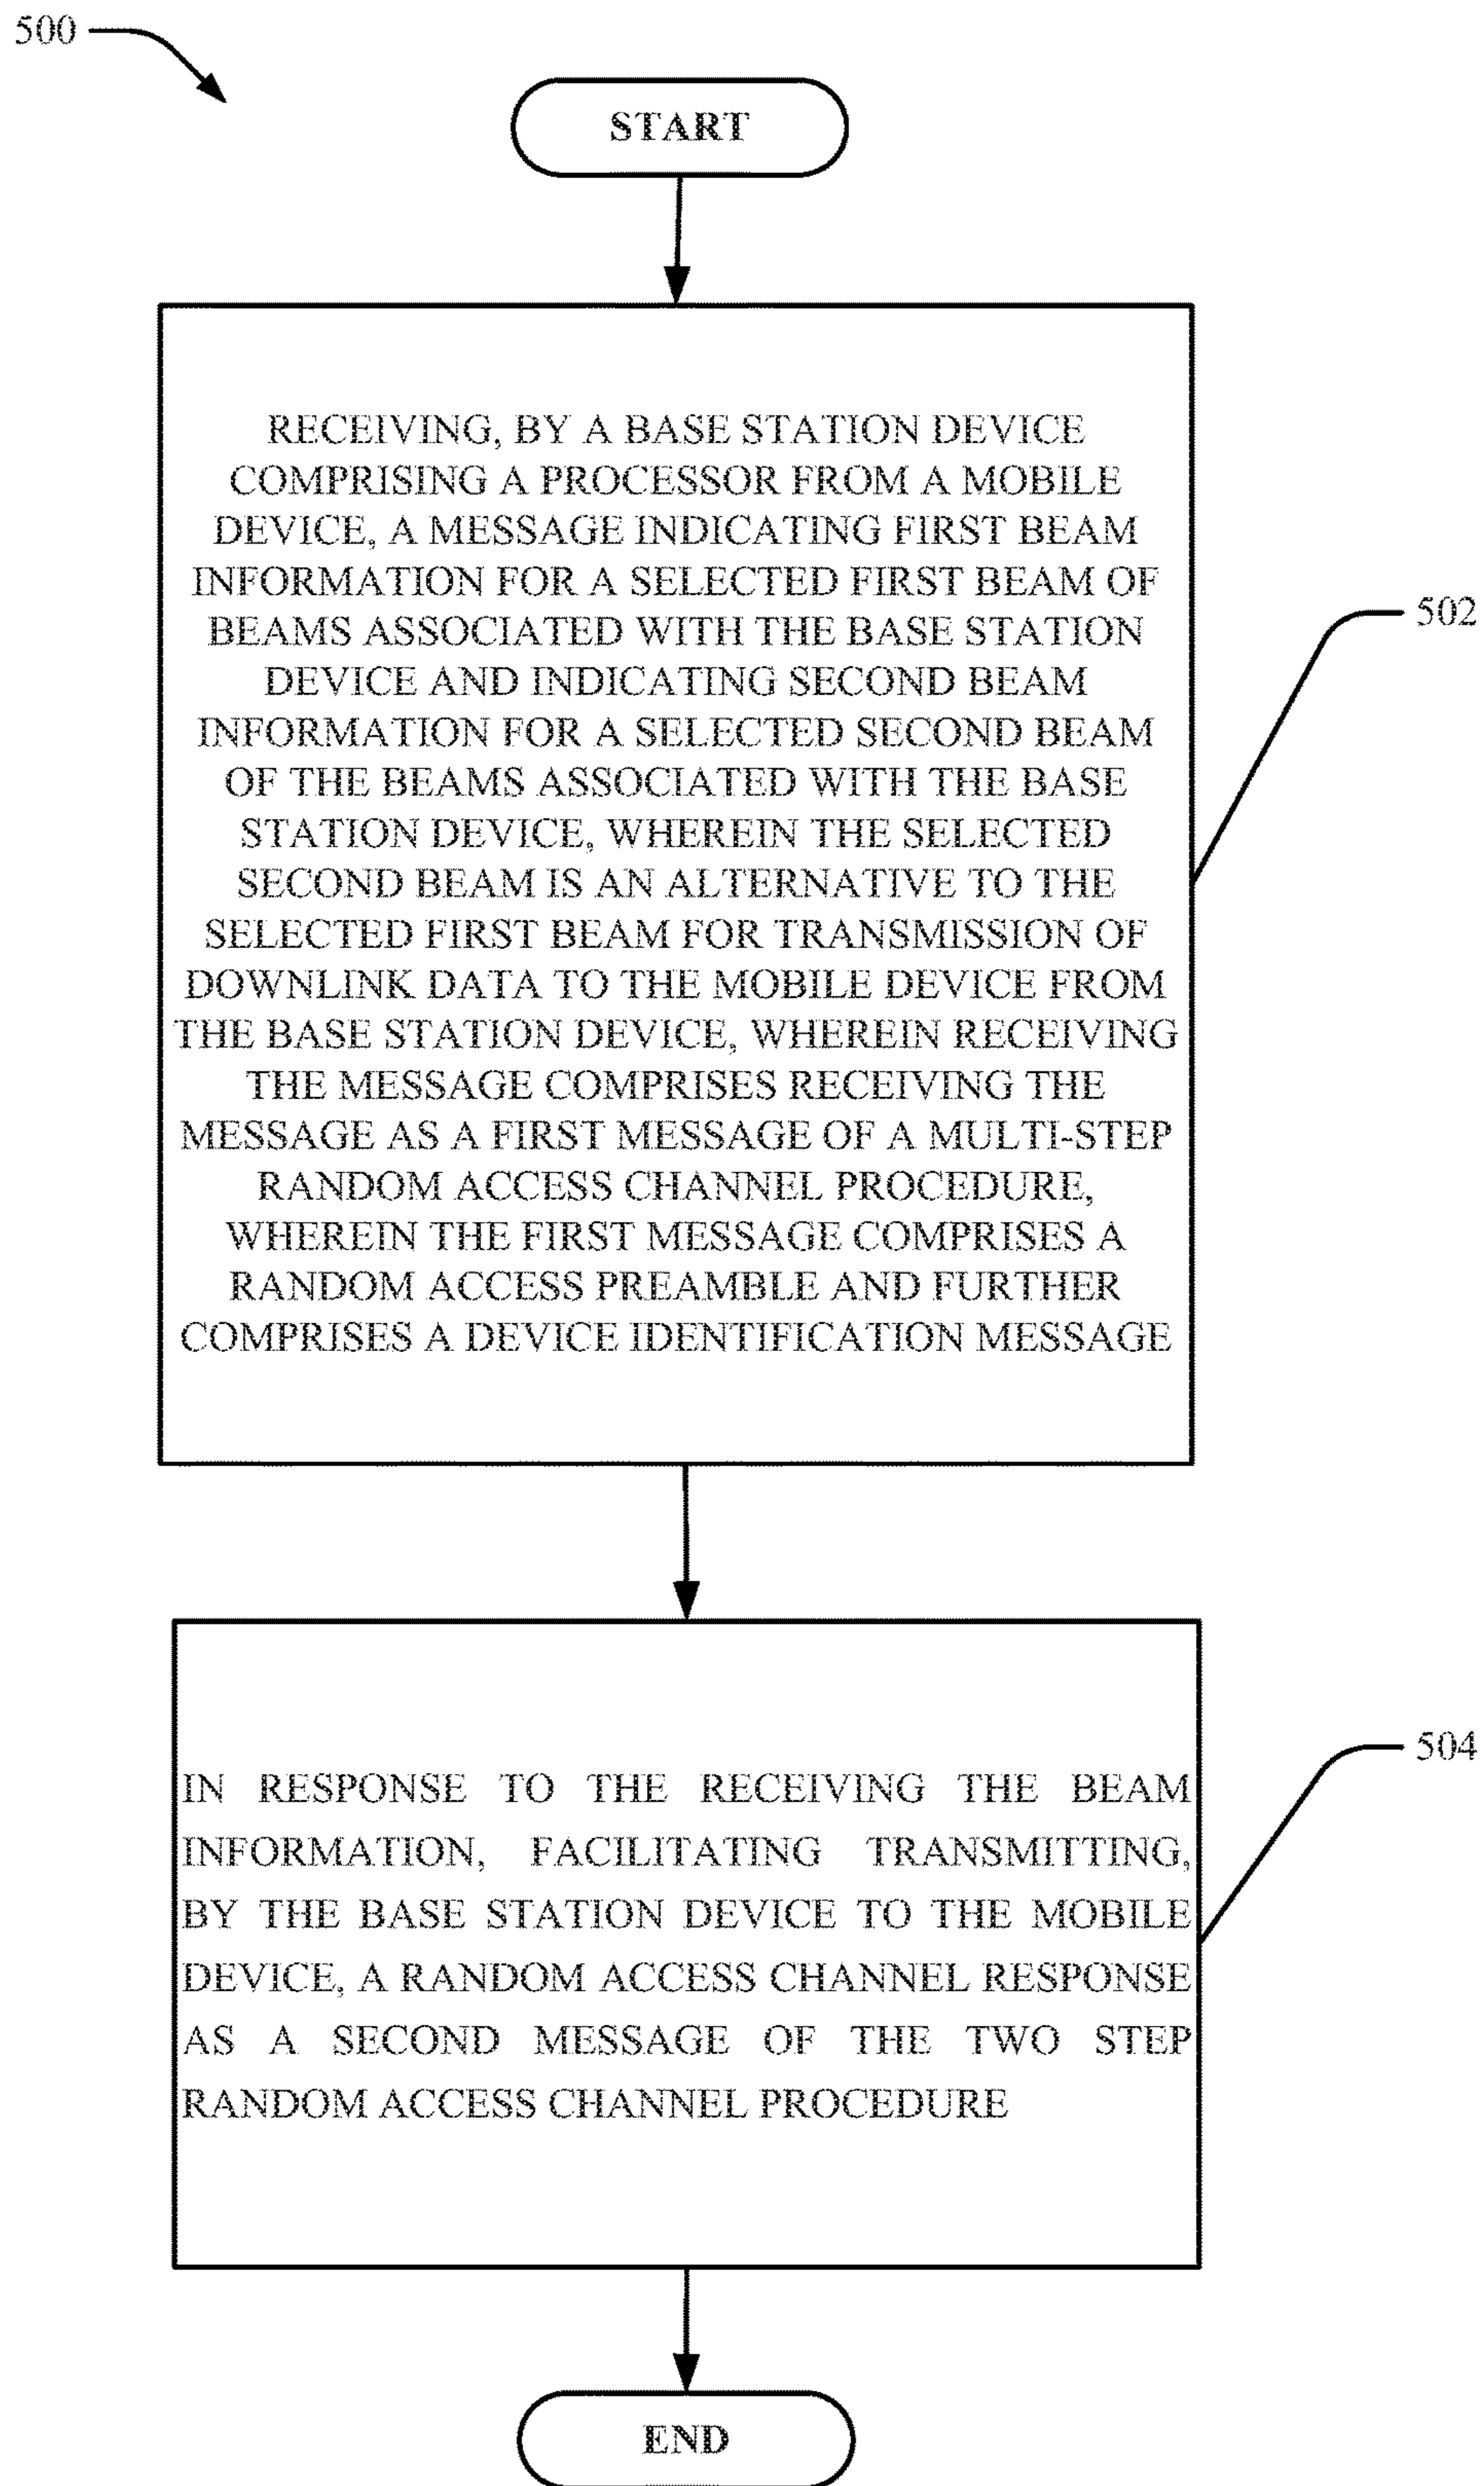 500
START
RECEIVING, BY A BASE STATION DEVICE
COMPRISING A PROCESSOR FROM A MOBILE
DEVICE, A MESSAGE INDICATING FIRST BEAM
INFORMATION FOR A SELECTED FIRST BEAM OF
BEAMS ASSOCIATED WITH THE BASE STATION
DEVICE AND INDICATING SECOND BEAM
INFORMATION FOR A SELECTED SECOND BEAM
OF THE BEAMS ASSOCIATED WITH THE BASE
STATION DEVICE, WHEREIN THE SELECTED
SECOND BEAM IS AN ALTERNATIVE TO THE
SELECTED FIRST BEAM FOR TRANSMISSION OF
DOWNLINK DATA TO THE MOBILE DEVICE FROM
THE BASE STATION DEVICE, WHEREIN RECEIVING
THE MESSAGE COMPRISES RECEIVING THE
MESSAGE AS A FIRST MESSAGE OF A MULTI-STEP
RANDOM ACCESS CHANNEL PROCEDURE,
WHEREIN THE FIRST MESSAGE COMPRISES A
RANDOM ACCESS PREAMBLE AND FURTHER
COMPRISES A DEVICE IDENTIFICATION MESSAGE
502
IN RESPONSE TO THE RECEIVING THE BEAM
INFORMATION, FACILITATING TRANSMITTING,
BY THE BASE STATION DEVICE TO THE MOBILE
DEVICE, A RANDOM ACCESS CHANNEL RESPONSE
AS A SECOND MESSAGE OF THE TWO STEP
RANDOM ACCESS CHANNEL PROCEDURE
504
END